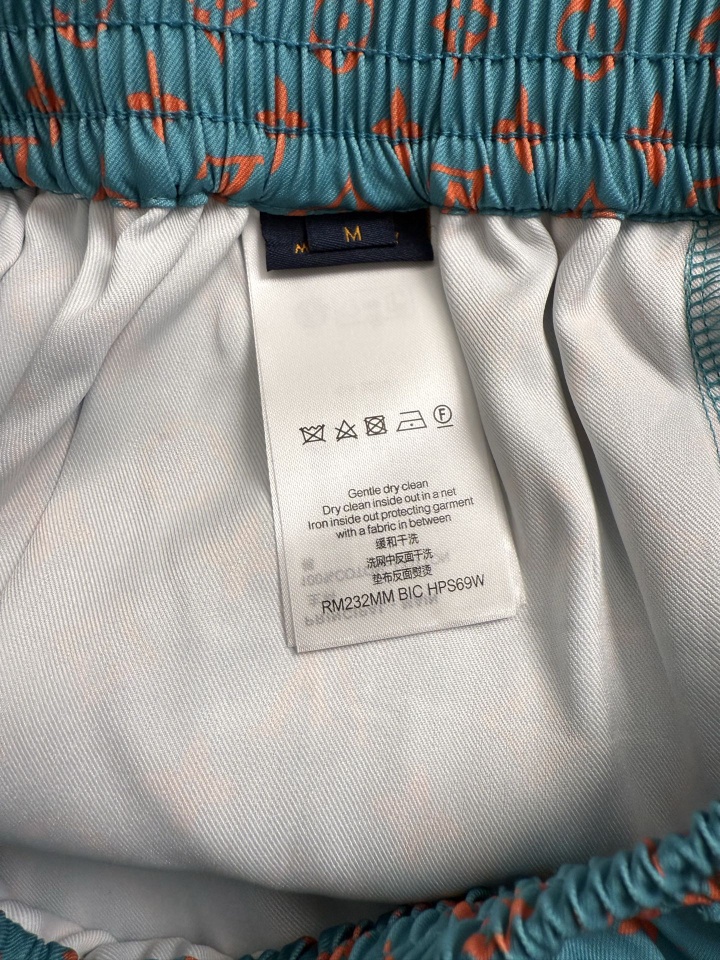 M
Gentle dry clean
Dry clean inside out in a net
Iron inside out protecting garment
with a fabric in between
缓和干洗
洗网中反面干洗
垫布反面熨烫
RM232MM BIC HPS69W